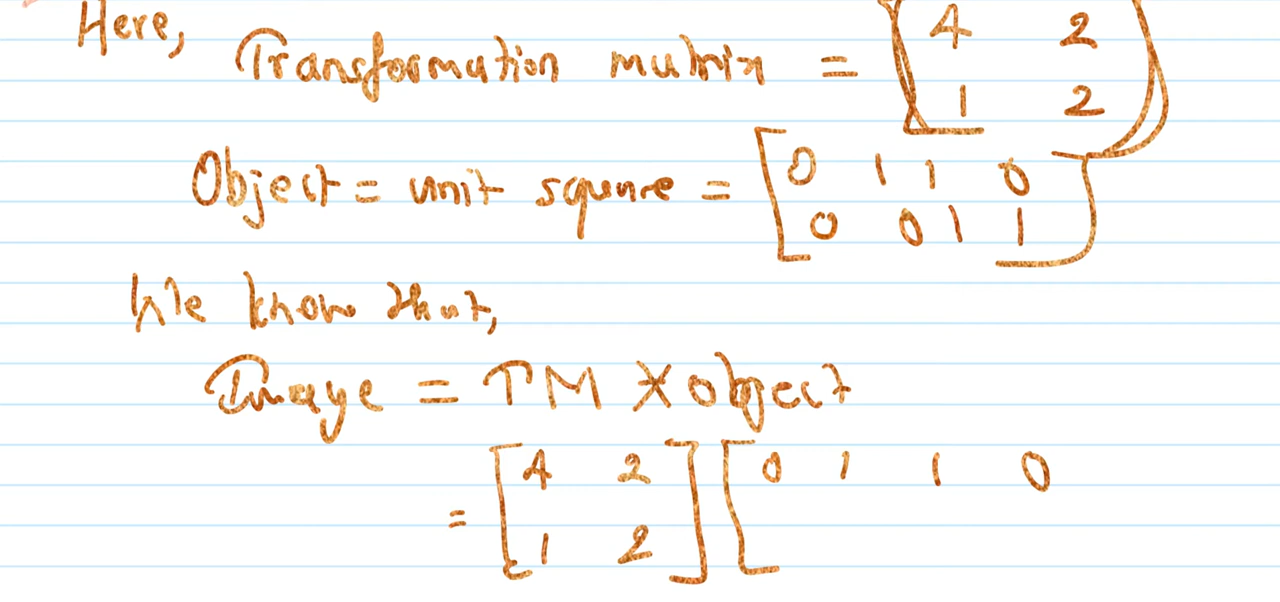 Here,
Transformation matrix = [4 2
1 2]
Object = unit square = [0 1 1 0
0 0 1 1]
We know that,
Image = TM X object
= [4 2 [0 1 1 0
1 2]